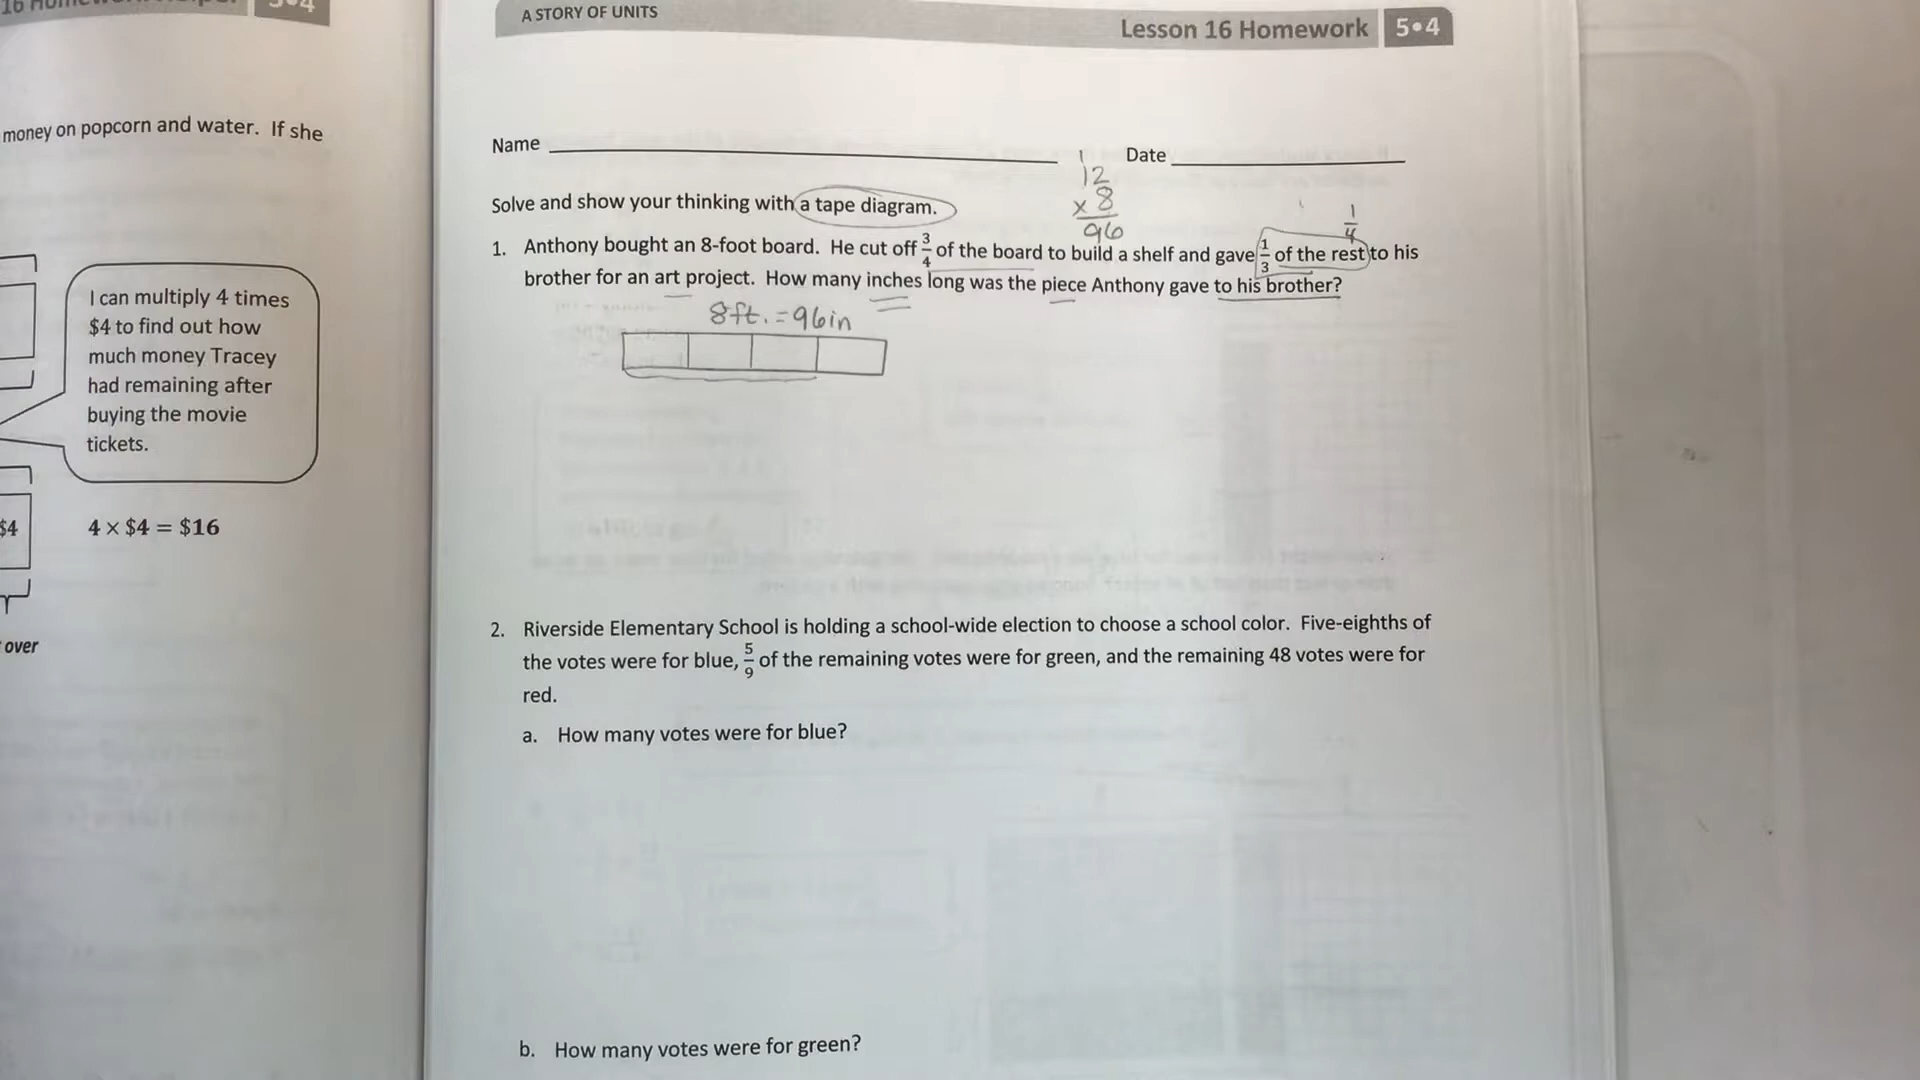 5•4
money on popcorn and water. If she
I can multiply 4 times
$4 to find out how
much money Tracey
had remaining after
buying the movie
tickets.
$4
4 × $4 = $16
over
A STORY OF UNITS
Lesson 16 Homework 5•4
Name
Date
1
12
× 8
96
Solve and show your thinking with a tape diagram.
1/4
1. Anthony bought an 8-foot board. He cut off 3/4 of the board to build a shelf and gave 1/3 of the rest to his
brother for an art project. How many inches long was the piece Anthony gave to his brother?
8ft. = 96in
2. Riverside Elementary School is holding a school-wide election to choose a school color. Five-eighths of
the votes were for blue, 5/9 of the remaining votes were for green, and the remaining 48 votes were for
red.
a. How many votes were for blue?
b. How many votes were for green?